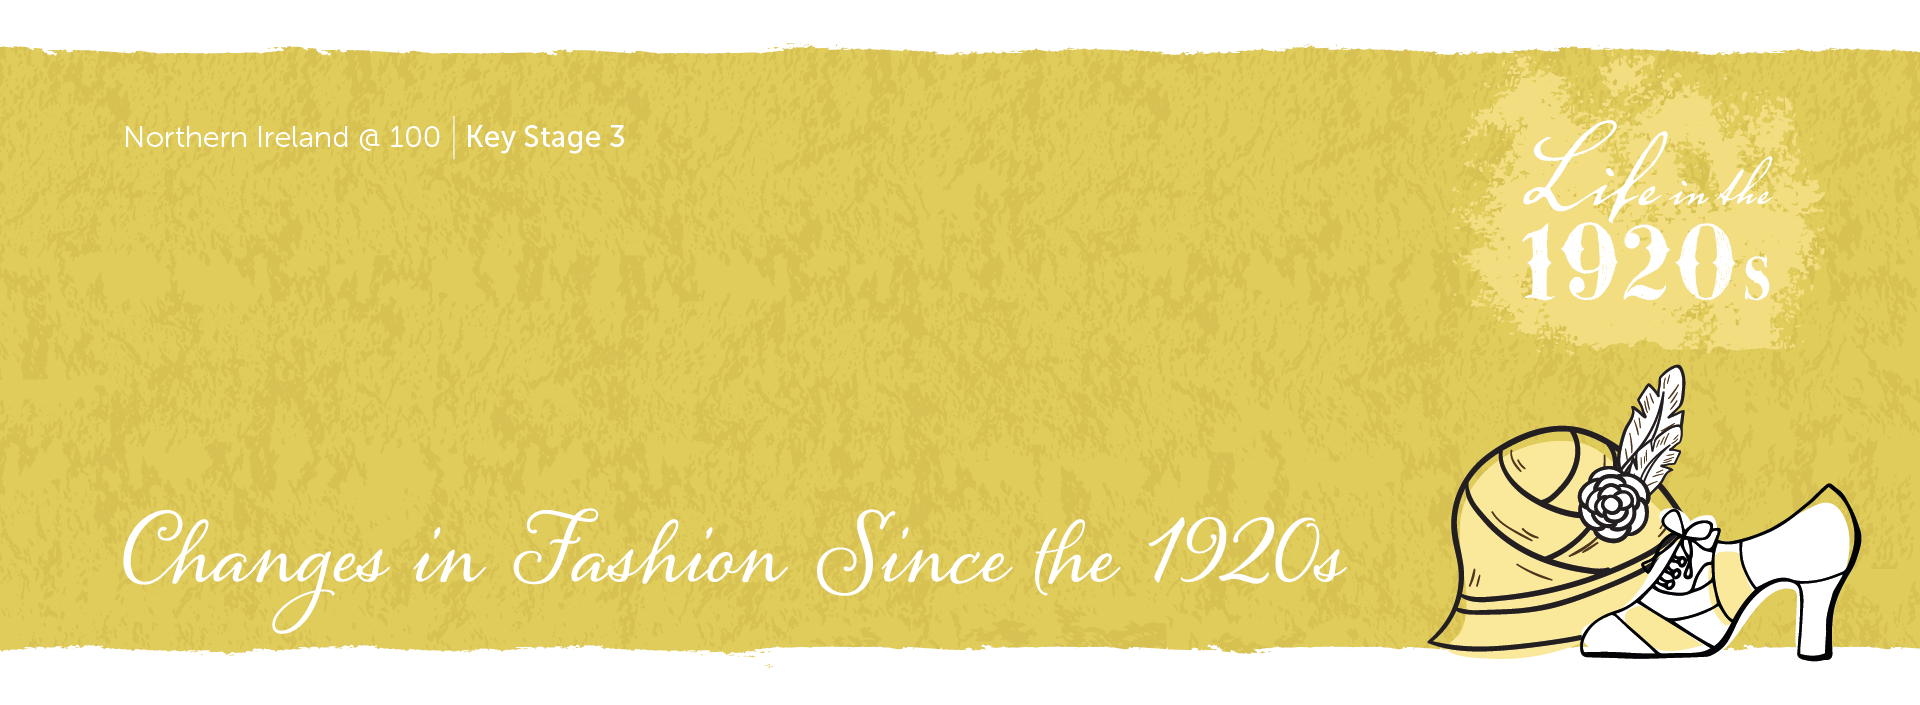 Northern Ireland @ 100 | Key Stage 3
Life in the
1920s
Changes in Fashion Since the 1920s